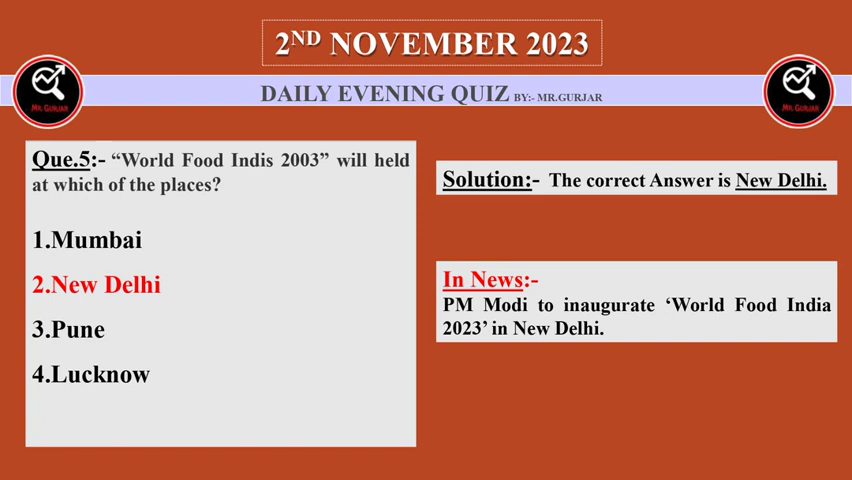 2ND NOVEMBER 2023
DAILY EVENING QUIZ BY:- MR.GURJAR
MR.GURJAR
MR.GURJAR
Que.5:- “World Food Indis 2003” will held
at which of the places?
1.Mumbai
2.New Delhi
3.Pune
4.Lucknow
Solution:- The correct Answer is New Delhi.
In News:-
PM Modi to inaugurate ‘World Food India
2023’ in New Delhi.